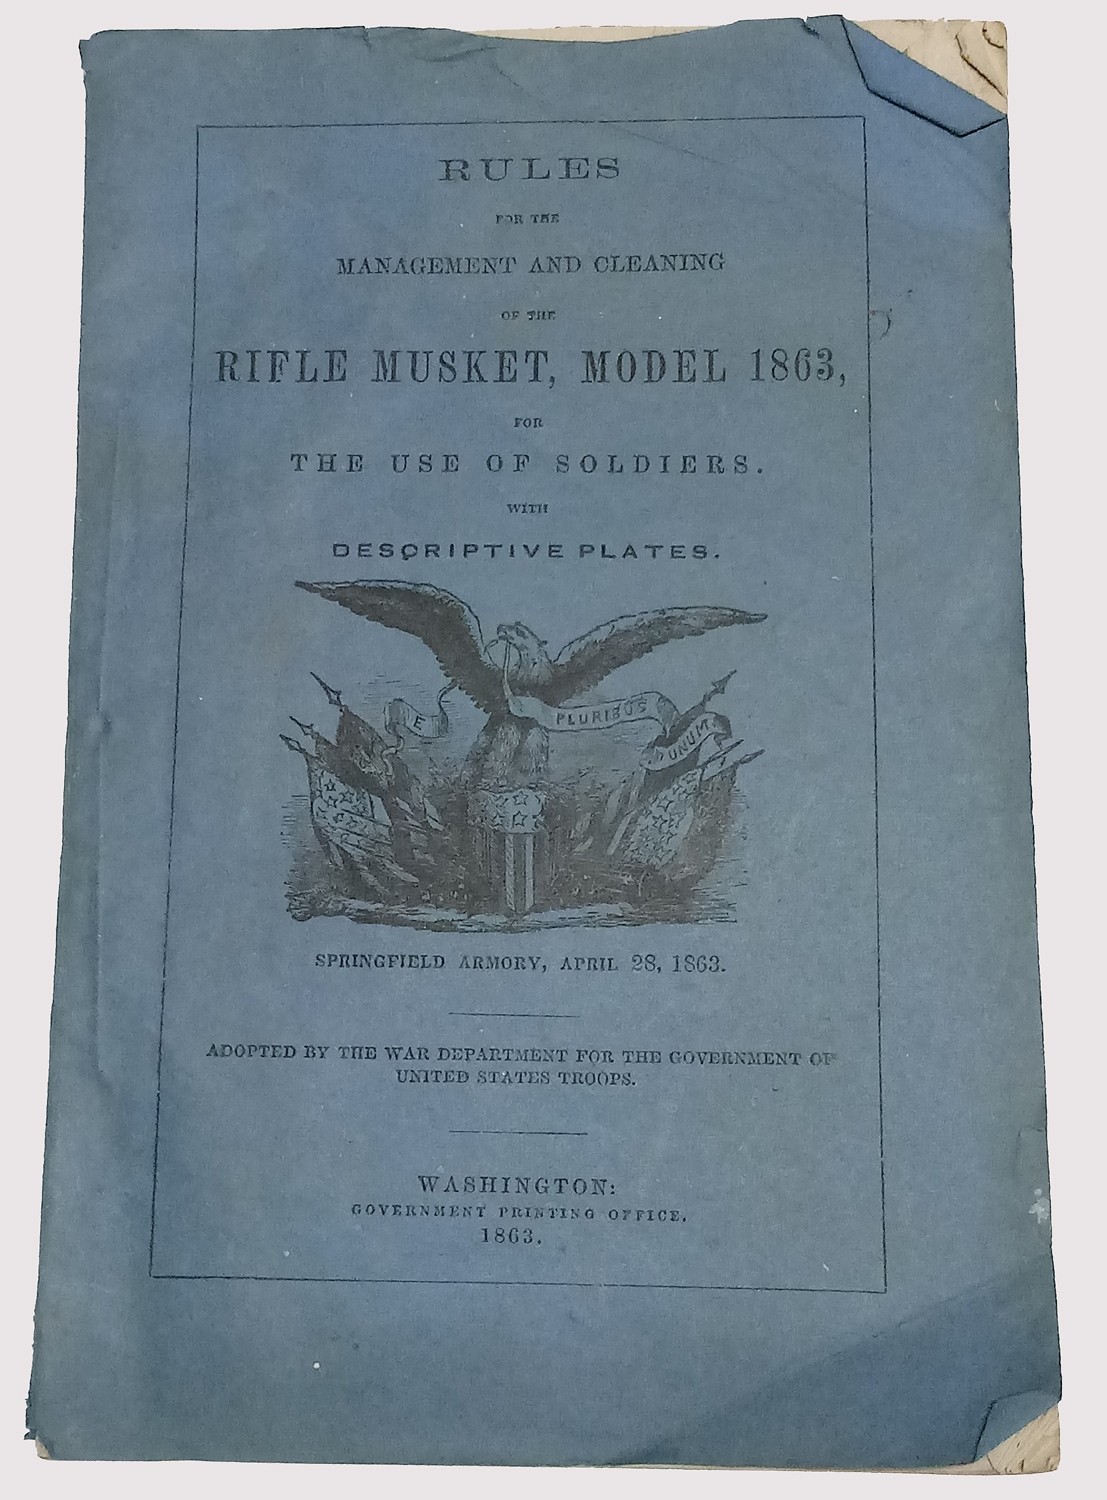 RULES
FOR THE
MANAGEMENT AND CLEANING
OF THE
RIFLE MUSKET, MODEL 1863,
FOR
THE USE OF SOLDIERS.
WITH
DESCRIPTIVE PLATES.
E PLURIBUS UNUM
SPRINGFIELD ARMORY, APRIL 28, 1863.
ADOPTED BY THE WAR DEPARTMENT FOR THE GOVERNMENT OF
UNITED STATES TROOPS.
WASHINGTON:
GOVERNMENT PRINTING OFFICE.
1863.